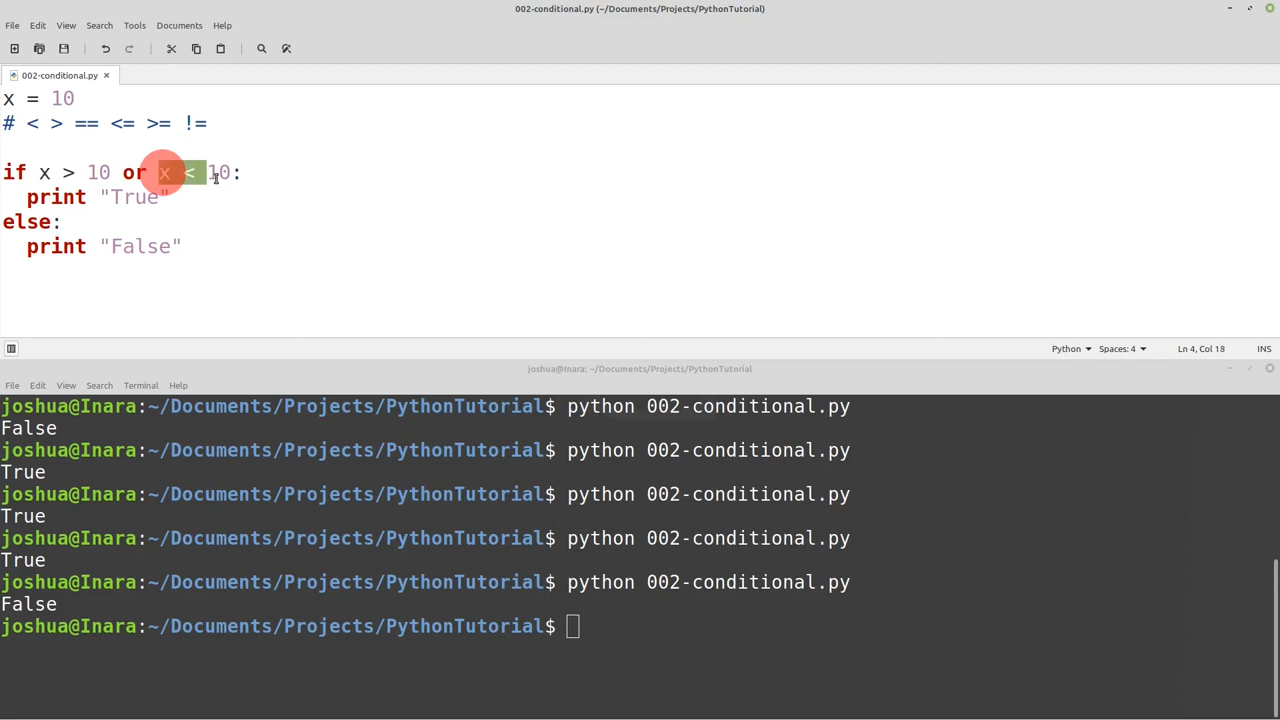 002-conditional.py (~/Documents/Projects/PythonTutorial)
File Edit View Search Tools Documents Help
002-conditional.py ×
x = 10
# < > == <= >= !=
if x > 10 or x < 10:
print "True"
else:
print "False"
Python Spaces: 4 Ln 4, Col 18 INS
joshua@Inara: ~/Documents/Projects/PythonTutorial
File Edit View Search Terminal Help
joshua@Inara:~/Documents/Projects/PythonTutorial$ python 002-conditional.py
False
joshua@Inara:~/Documents/Projects/PythonTutorial$ python 002-conditional.py
True
joshua@Inara:~/Documents/Projects/PythonTutorial$ python 002-conditional.py
True
joshua@Inara:~/Documents/Projects/PythonTutorial$ python 002-conditional.py
True
joshua@Inara:~/Documents/Projects/PythonTutorial$ python 002-conditional.py
False
joshua@Inara:~/Documents/Projects/PythonTutorial$